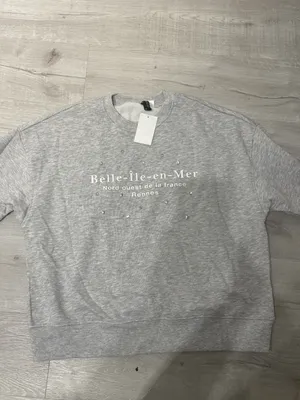 Belle-Île-en-Mer
Nord ouest de la france
Rennes